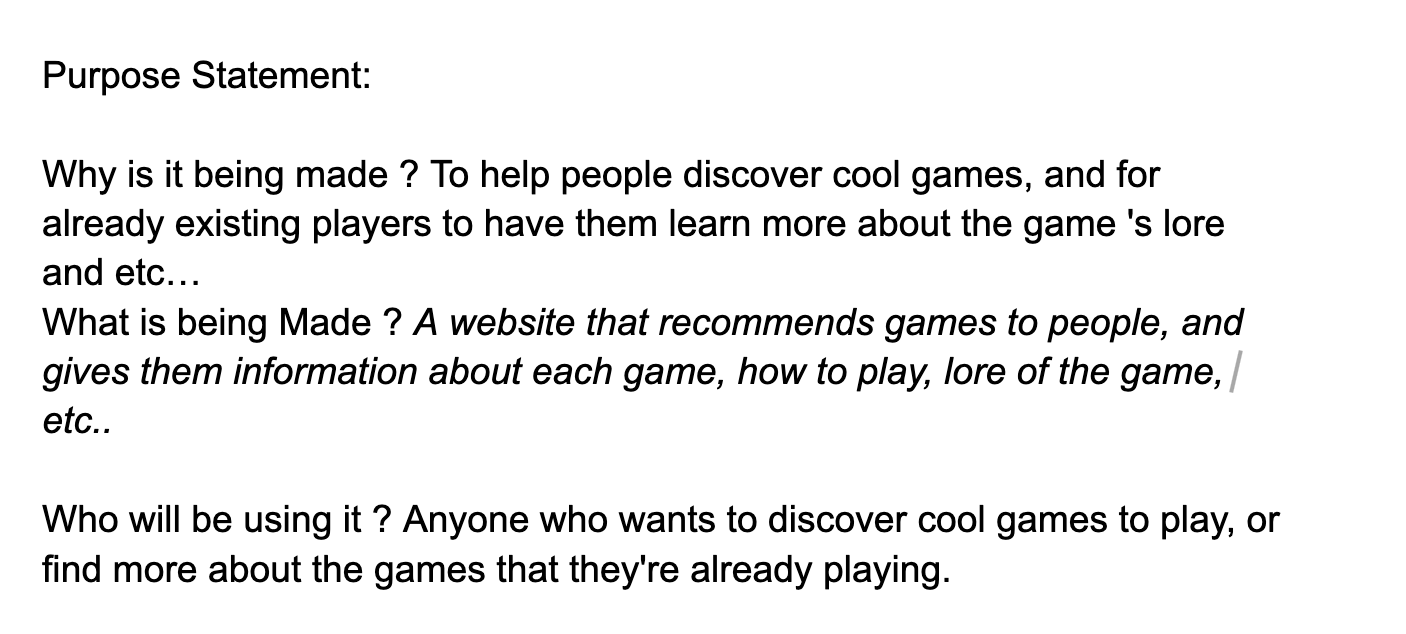 Purpose Statement:
Why is it being made ? To help people discover cool games, and for
already existing players to have them learn more about the game 's lore
and etc…
What is being Made ? A website that recommends games to people, and
gives them information about each game, how to play, lore of the game,
etc..
Who will be using it ? Anyone who wants to discover cool games to play, or
find more about the games that they're already playing.